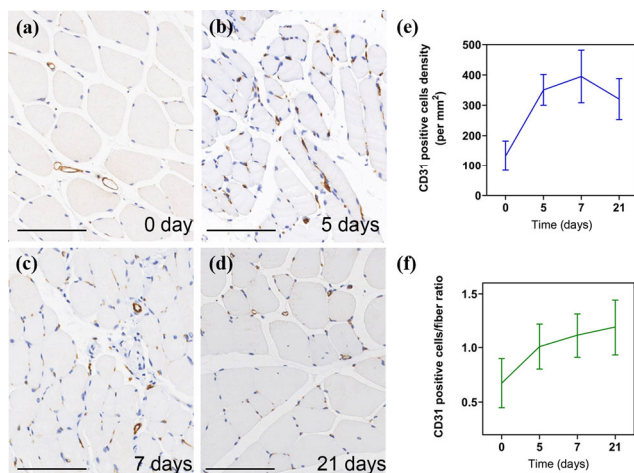 (a)
0 day
(b)
5 days
(c)
7 days
(d)
21 days
(e)
CD31 positive cells density
(per mm²)
500
400
300
200
100
0
0 5 7 21
Time (days)
(f)
CD31 positive cells/fiber ratio
1.5
1.0
0.5
0 5 7 21
Time (days)